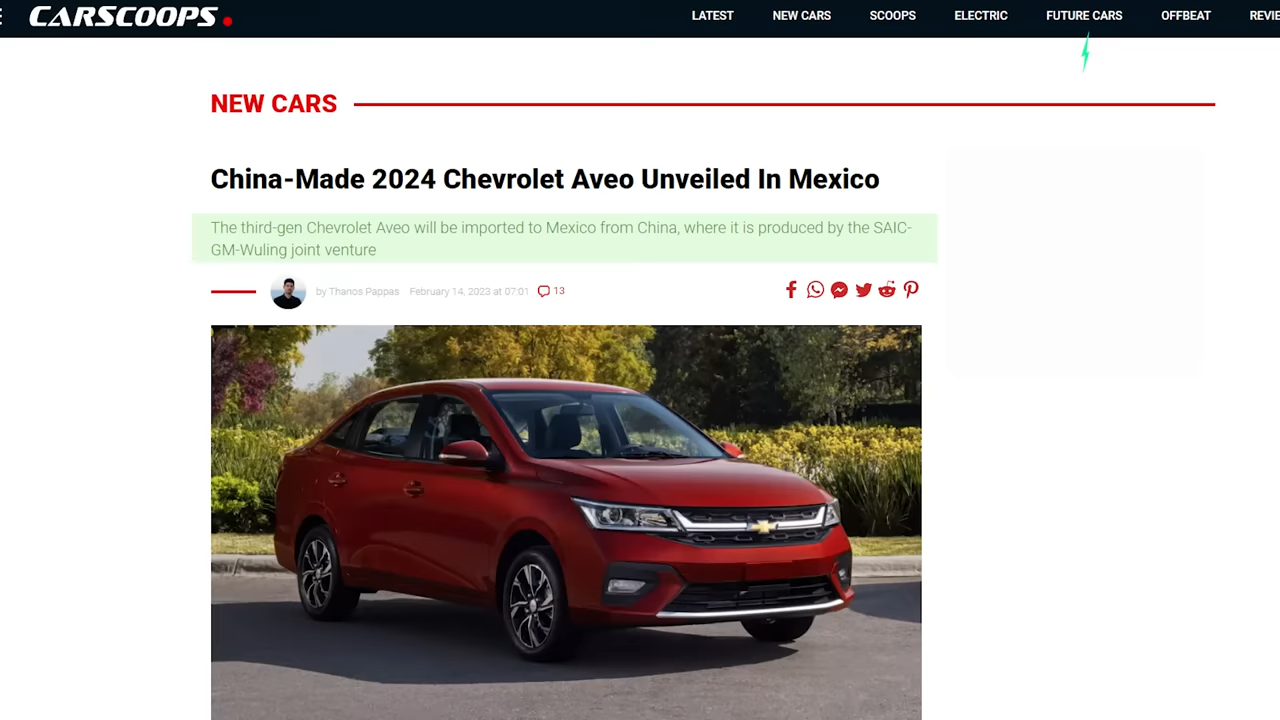 CARSCOOPS.
LATEST NEW CARS SCOOPS ELECTRIC FUTURE CARS OFFBEAT REVIE
NEW CARS
China-Made 2024 Chevrolet Aveo Unveiled In Mexico
The third-gen Chevrolet Aveo will be imported to Mexico from China, where it is produced by the SAIC-
GM-Wuling joint venture
by Thanos Pappas February 14, 2023 at 07:01 13